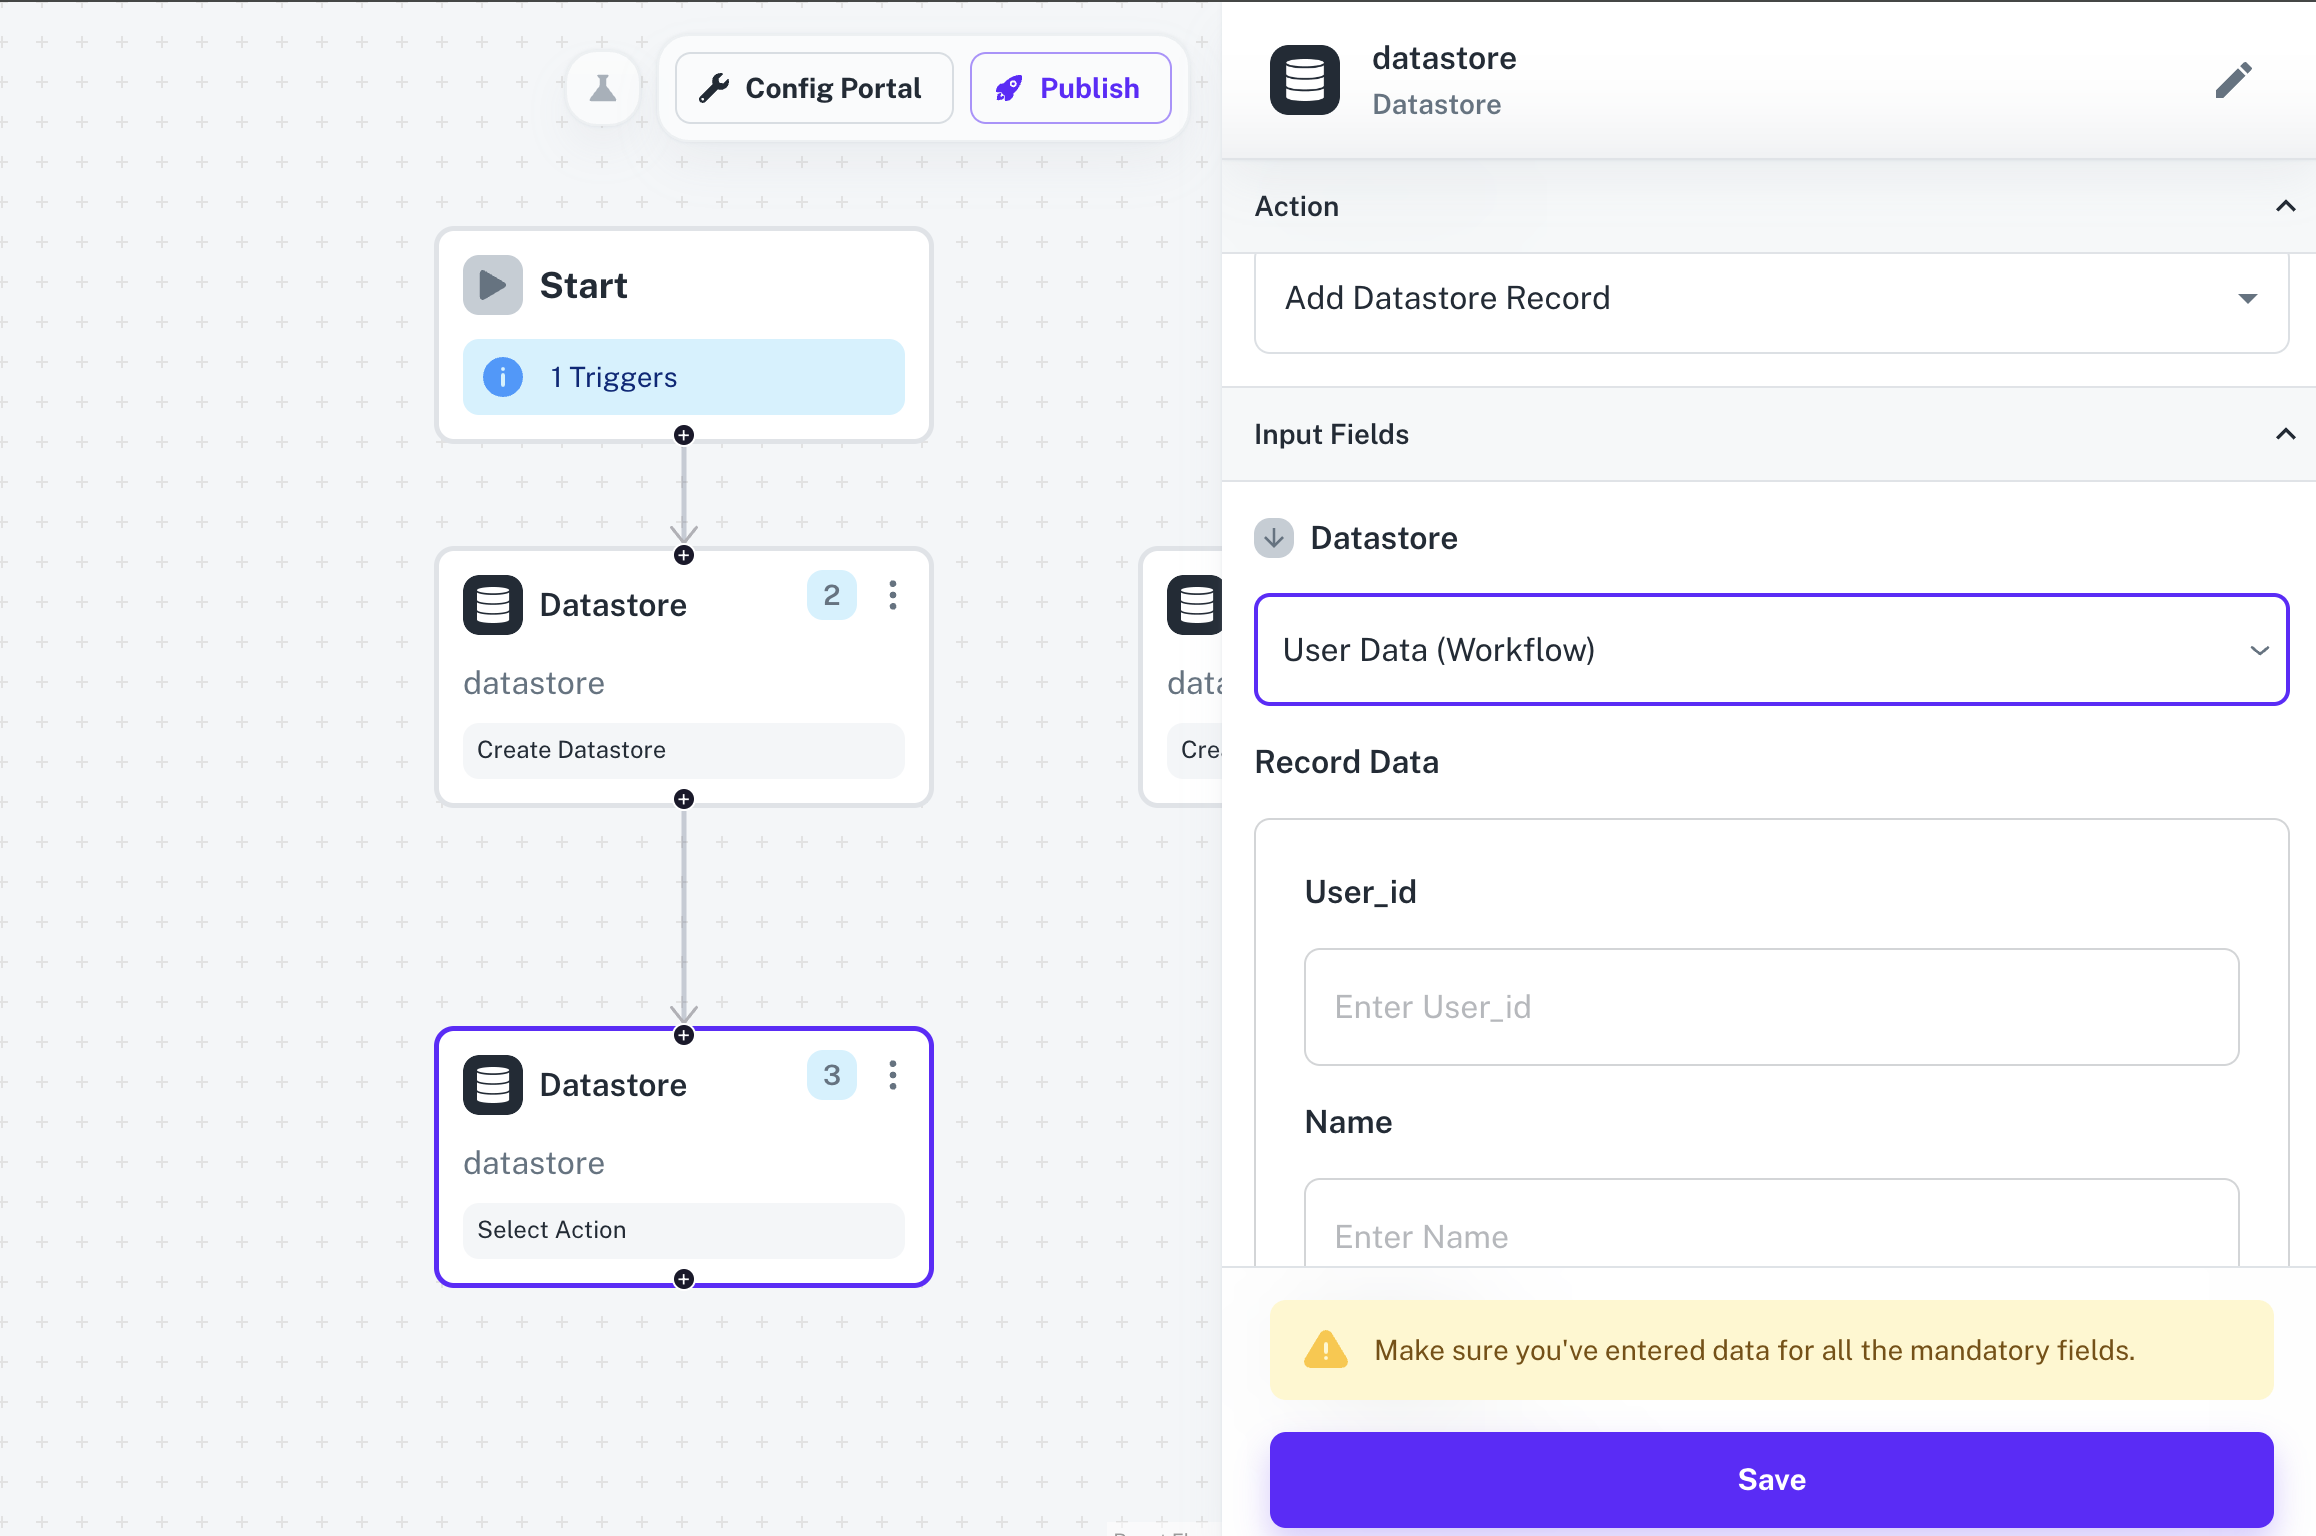 Config Portal
Publish
Start
1 Triggers
Datastore
2
datastore
Create Datastore
Datastore
3
datastore
Select Action
datastore
Datastore
Action
Add Datastore Record
Input Fields
Datastore
User Data (Workflow)
Record Data
User_id
Enter User_id
Name
Enter Name
Make sure you've entered data for all the mandatory fields.
Save